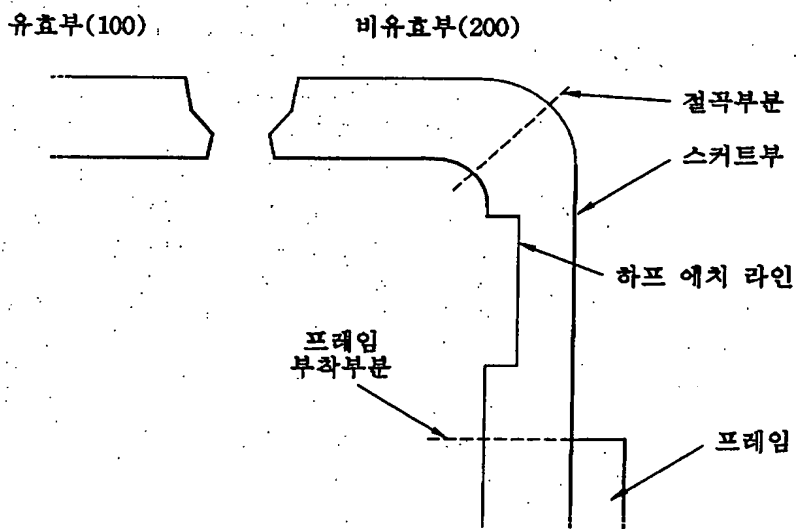 유효부(100)
비유효부(200)
절곡부분
스커트부
하프 에치 라인
프레임
부착부분
프레임